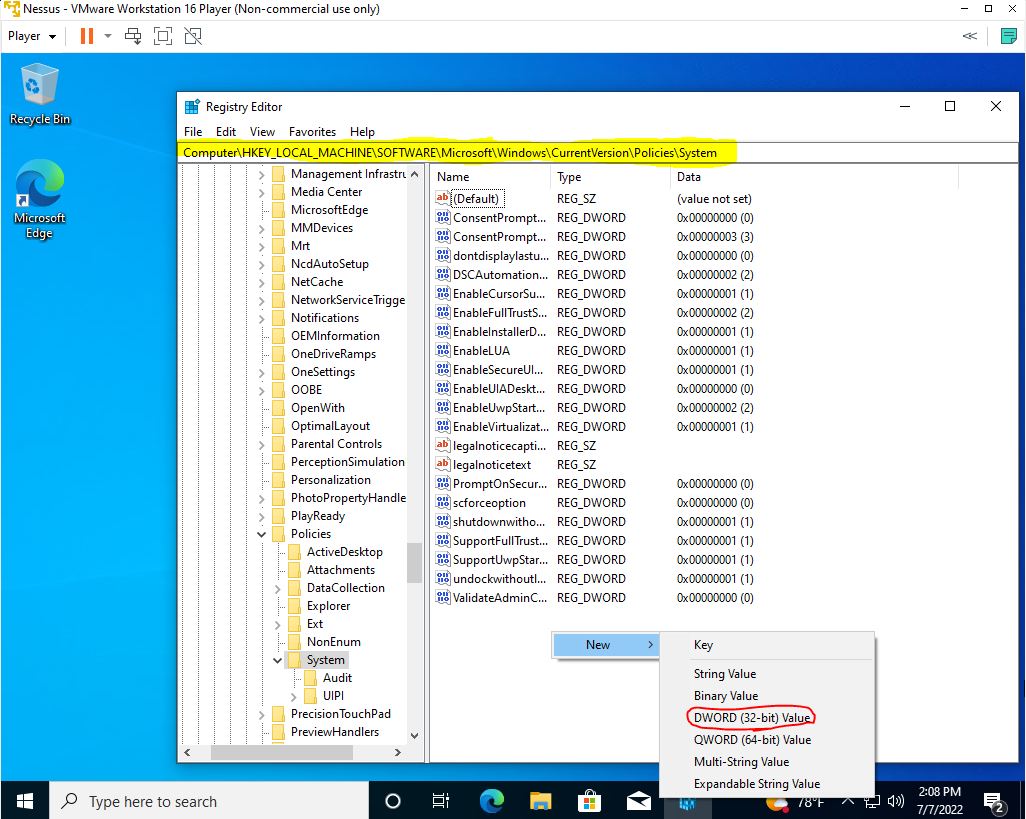 Nessus - VMware Workstation 16 Player (Non-commercial use only)
Player
Recycle Bin
Microsoft
Edge
Registry Editor
File Edit View Favorites Help
Computer\HKEY_LOCAL_MACHINE\SOFTWARE\Microsoft\Windows\CurrentVersion\Policies\System
Management Infrastru
Media Center
MicrosoftEdge
MMDevices
Mrt
NcdAutoSetup
NetCache
NetworkServiceTrigge
Notifications
OEMInformation
OneDriveRamps
OneSettings
OOBE
OpenWith
OptimalLayout
Parental Controls
PerceptionSimulation
Personalization
PhotoPropertyHandle
PlayReady
Policies
ActiveDesktop
Attachments
DataCollection
Explorer
Ext
NonEnum
System
Audit
UIPI
PrecisionTouchPad
PreviewHandlers
Name Type Data
(Default) REG_SZ (value not set)
ConsentPrompt... REG_DWORD 0x00000000 (0)
ConsentPrompt... REG_DWORD 0x00000003 (3)
dontdisplaylastu... REG_DWORD 0x00000000 (0)
DSCAutomation... REG_DWORD 0x00000002 (2)
EnableCursorSu... REG_DWORD 0x00000001 (1)
EnableFullTrustS... REG_DWORD 0x00000002 (2)
EnableInstallerD... REG_DWORD 0x00000001 (1)
EnableLUA REG_DWORD 0x00000001 (1)
EnableSecureUI... REG_DWORD 0x00000001 (1)
EnableUIADeskt... REG_DWORD 0x00000000 (0)
EnableUwpStart... REG_DWORD 0x00000002 (2)
EnableVirtualizat... REG_DWORD 0x00000001 (1)
legalnoticecapti... REG_SZ
legalnoticetext REG_SZ
PromptOnSecur... REG_DWORD 0x00000000 (0)
scforceoption REG_DWORD 0x00000000 (0)
shutdownwitho... REG_DWORD 0x00000001 (1)
SupportFullTrust... REG_DWORD 0x00000001 (1)
SupportUwpStar... REG_DWORD 0x00000001 (1)
undockwithoutl... REG_DWORD 0x00000001 (1)
ValidateAdminC... REG_DWORD 0x00000000 (0)
New
Key
String Value
Binary Value
DWORD (32-bit) Value
QWORD (64-bit) Value
Multi-String Value
Expandable String Value
Type here to search
78°F
2:08 PM
7/7/2022
2